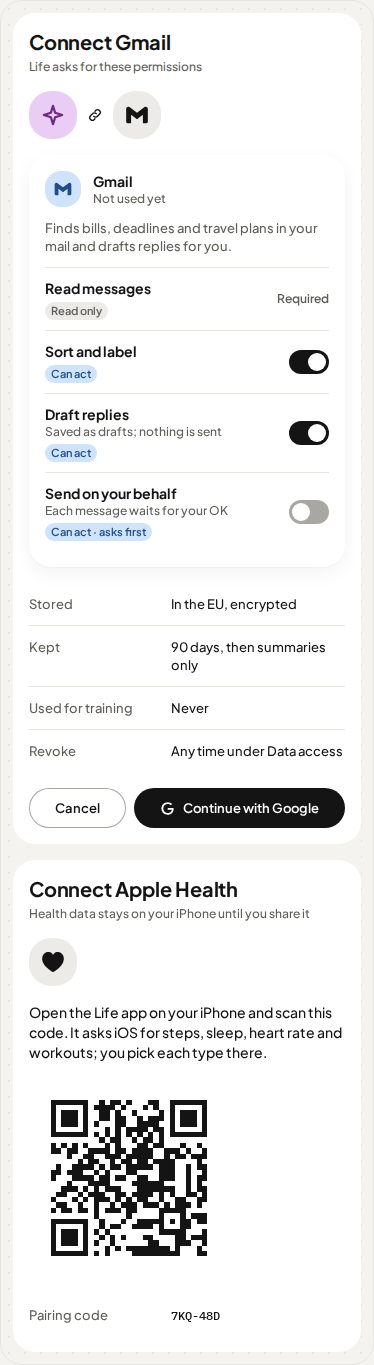 Connect Gmail
Life asks for these permissions
Gmail
Not used yet
Finds bills, deadlines and travel plans in your
mail and drafts replies for you.
Read messages
Read only
Required
Sort and label
Can act
Draft replies
Saved as drafts; nothing is sent
Can act
Send on your behalf
Each message waits for your OK
Can act · asks first
Stored In the EU, encrypted
Kept 90 days, then summaries
only
Used for training Never
Revoke Any time under Data access
Cancel
Continue with Google
Connect Apple Health
Health data stays on your iPhone until you share it
Open the Life app on your iPhone and scan this
code. It asks iOS for steps, sleep, heart rate and
workouts; you pick each type there.
Pairing code 7KQ-48D